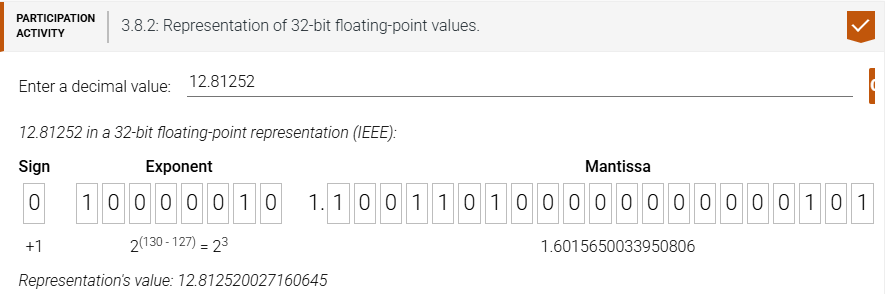 PARTICIPATION ACTIVITY
3.8.2: Representation of 32-bit floating-point values.
Enter a decimal value: 12.81252
12.81252 in a 32-bit floating-point representation (IEEE):
Sign Exponent Mantissa
0 1 0 0 0 0 0 1 0 1. 1 0 0 1 1 0 1 0 0 0 0 0 0 0 0 0 0 0 1 0 1
+1 2(130 - 127) = 23 1.6015650033950806
Representation's value: 12.812520027160645